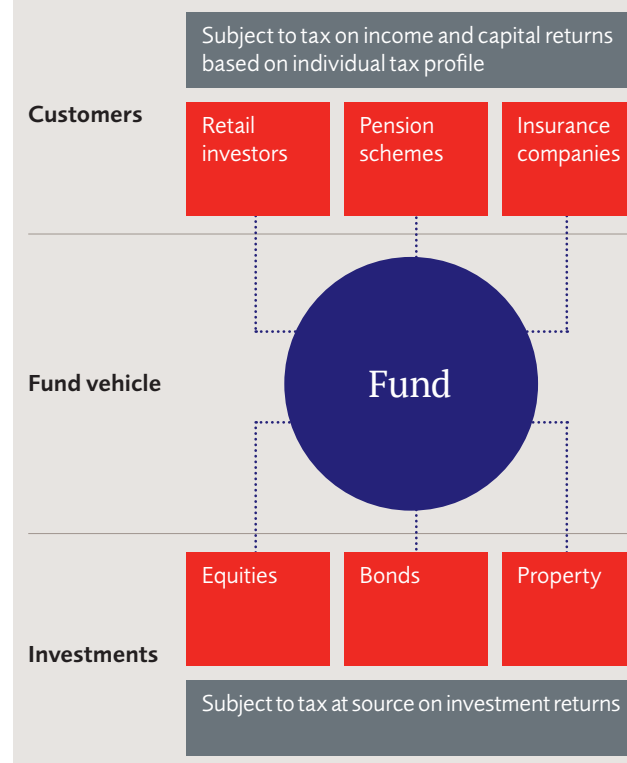 Subject to tax on income and capital returns
based on individual tax profile
Customers
Retail
investors
Pension
schemes
Insurance
companies
Fund vehicle
Fund
Equities
Bonds
Property
Investments
Subject to tax at source on investment returns